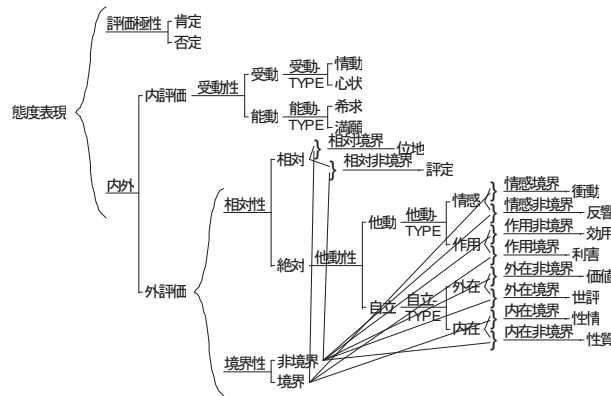 評価極性
肯定
否定
態度表現
内外
内評価
受動性
受動
受動-
TYPE
情動
心状
能動
能動-
TYPE
希求
満願
外評価
相対性
相対
相対境界
位地
相対非境界
評定
絶対
他動性
他動
他動-
TYPE
情感
作用
自立
自立-
TYPE
外在
内在
情感境界
衝動
情感非境界
反響
作用非境界
効用
作用境界
利害
外在非境界
価値
外在境界
世評
内在境界
性情
内在非境界
性質
境界性
非境界
境界